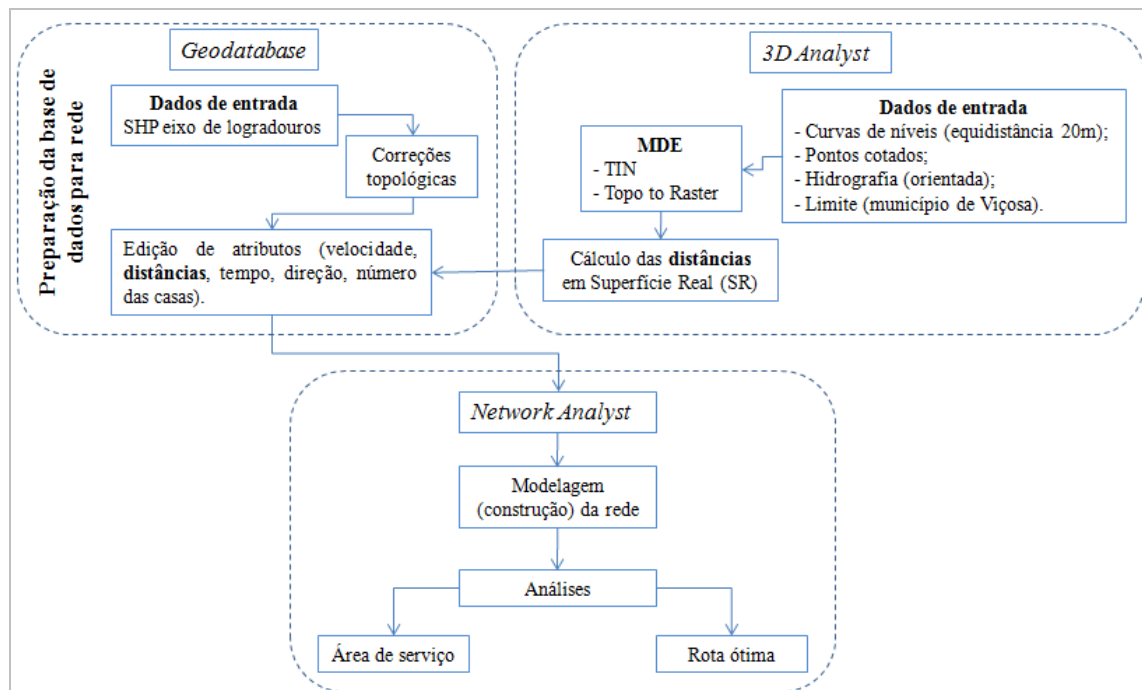 Geodatabase
3D Analyst
Preparação da base de
dados para rede
Dados de entrada
SHP eixo de logradouros
Correções
topológicas
Edição de atributos (velocidade,
distâncias, tempo, direção, número
das casas).
Dados de entrada
- Curvas de níveis (equidistância 20m);
- Pontos cotados;
- Hidrografia (orientada);
- Limite (município de Viçosa).
MDE
- TIN
- Topo to Raster
Cálculo das distâncias
em Superfície Real (SR)
Network Analyst
Modelagem
(construção) da rede
Análises
Área de serviço
Rota ótima